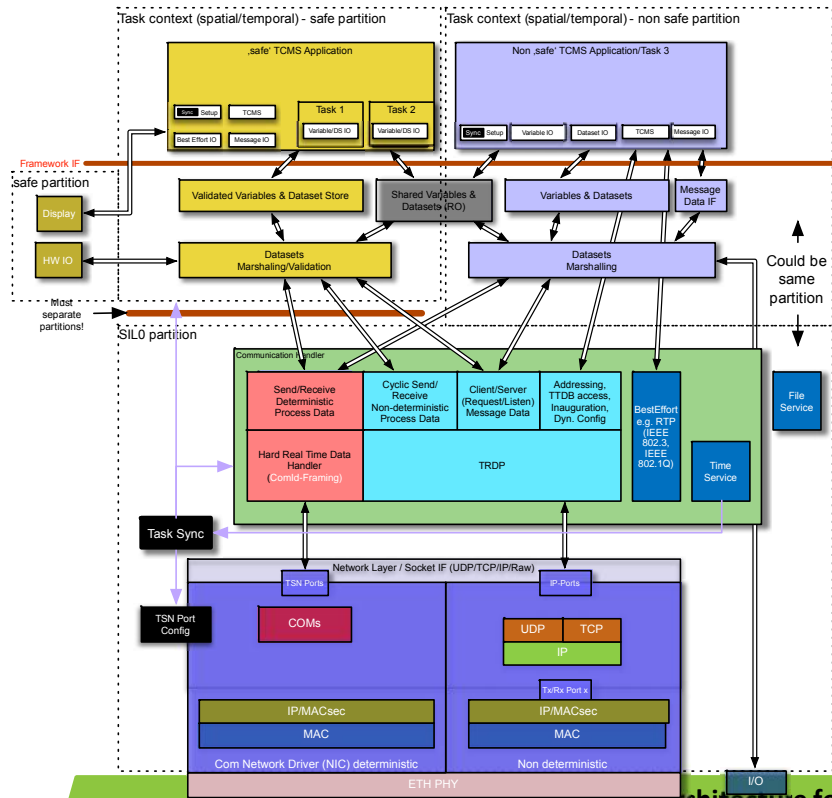 Task context (spatial/temporal) - safe partition
Task context (spatial/temporal) - non safe partition
‚safe' TCMS Application
Non ‚safe' TCMS Application/Task 3
Task 1
Task 2
Sync Setup
TCMS
Variable/DS IO
Variable/DS IO
Best Effort IO
Message IO
Sync Setup
Variable IO
Dataset IO
TCMS
Message IO
Framework IF
safe partition
Display
HW IO
Validated Variables & Dataset Store
Shared Variables &
Datasets (RO)
Variables & Datasets
Message
Data IF
Datasets
Marshaling/Validation
Datasets
Marshalling
Could be
same
partition
Must
separate
partitions!
SIL0 partition
Communication Handler
Send/Receive
Deterministic
Process Data
Cyclic Send/
Receive
Non-deterministic
Process Data
Client/Server
(Request/Listen)
Message Data
Addressing,
TTDB access,
Inauguration,
Dyn. Config
BestEffort
e.g. RTP
(IEEE
802.3,
IEEE
802.1Q)
File
Service
Hard Real Time Data
Handler
(ComId-Framing)
TRDP
Time
Service
Task Sync
TSN Port
Config
Network Layer / Socket IF (UDP/TCP/IP/Raw)
TSN Ports
IP-Ports
COMs
UDP
TCP
IP
Tx/Rx Port x
IP/MACsec
MAC
IP/MACsec
MAC
Com Network Driver (NIC) deterministic
Non deterministic
ETH PHY
I/O